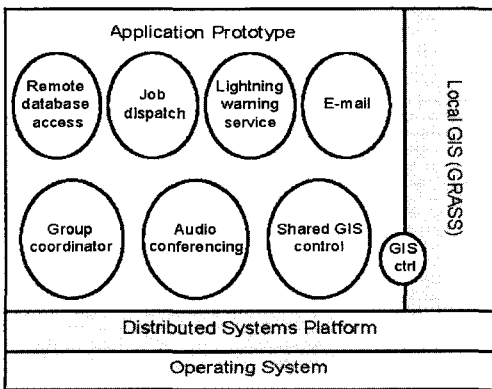 Application Prototype
Remote
database
access
Job
dispatch
Lightning
warning
service
E-mail
Group
coordinator
Audio
conferencing
Shared GIS
control
GIS
ctrl
Local GIS (GRASS)
Distributed Systems Platform
Operating System